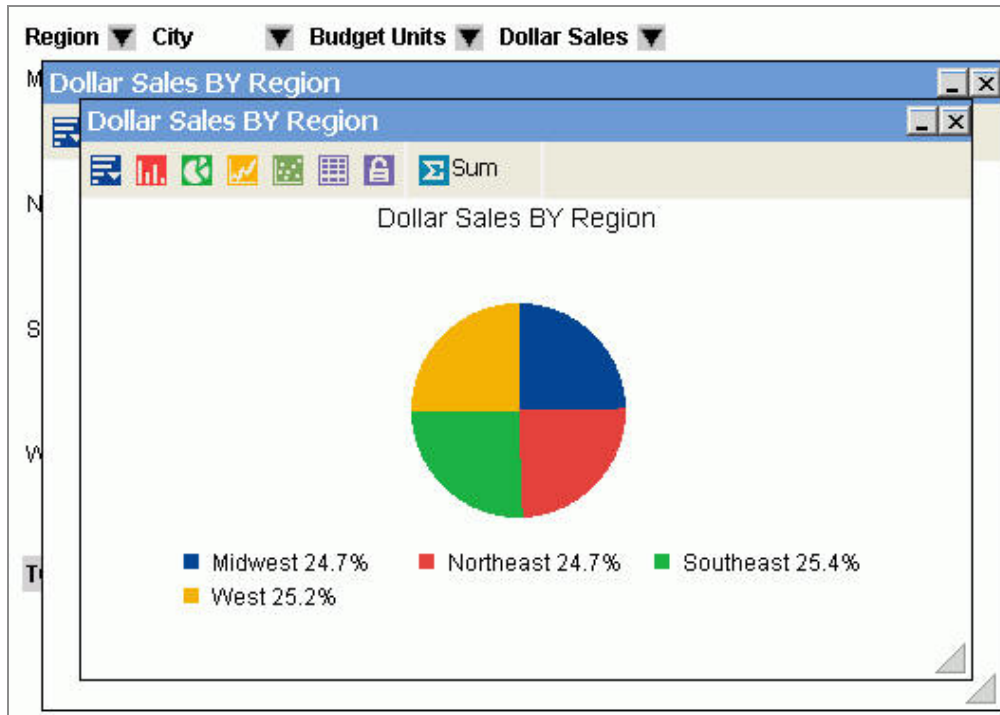 Region City Budget Units Dollar Sales
M
Dollar Sales BY Region
Dollar Sales BY Region
Sum
N
Dollar Sales BY Region
S
W
Midwest 24.7% Northeast 24.7% Southeast 25.4%
West 25.2%